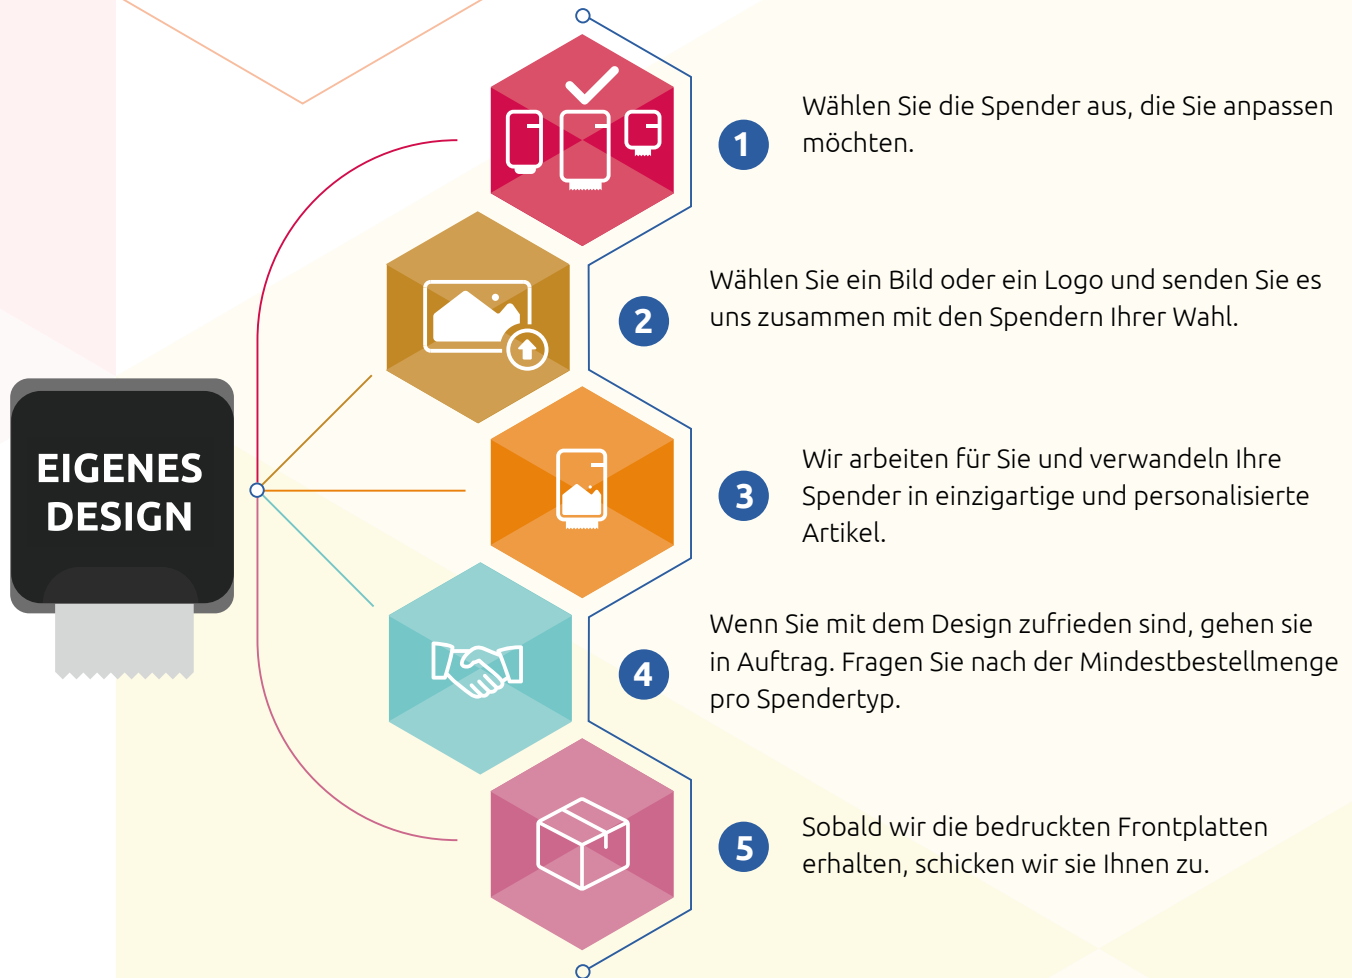 EIGENES
DESIGN
1
Wählen Sie die Spender aus, die Sie anpassen
möchten.
2
Wählen Sie ein Bild oder ein Logo und senden Sie es
uns zusammen mit den Spendern Ihrer Wahl.
3
Wir arbeiten für Sie und verwandeln Ihre
Spender in einzigartige und personalisierte
Artikel.
4
Wenn Sie mit dem Design zufrieden sind, gehen sie
in Auftrag. Fragen Sie nach der Mindestbestellmenge
pro Spendertyp.
5
Sobald wir die bedruckten Frontplatten
erhalten, schicken wir sie Ihnen zu.